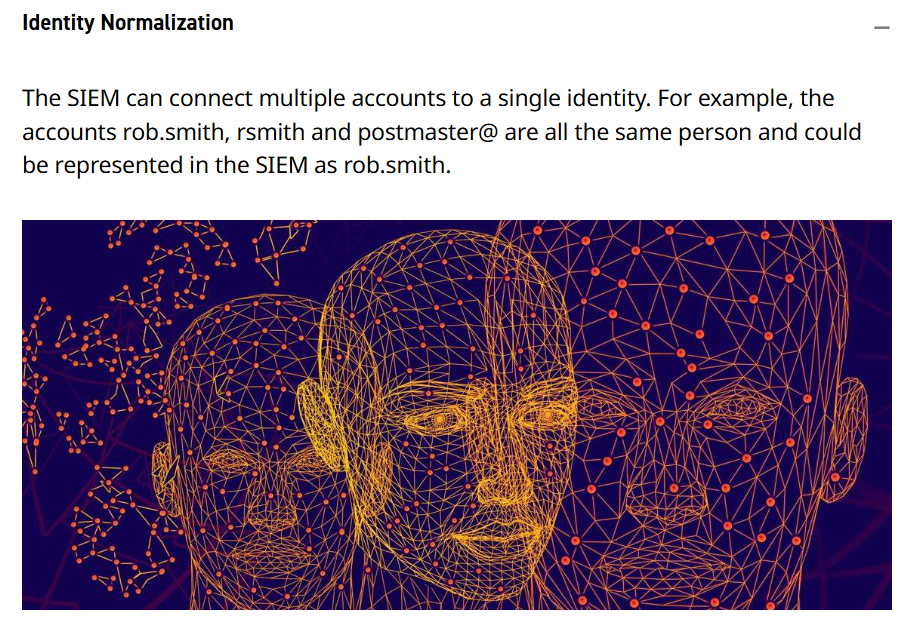 Identity Normalization
The SIEM can connect multiple accounts to a single identity. For example, the
accounts rob.smith, rsmith and postmaster@ are all the same person and could
be represented in the SIEM as rob.smith.